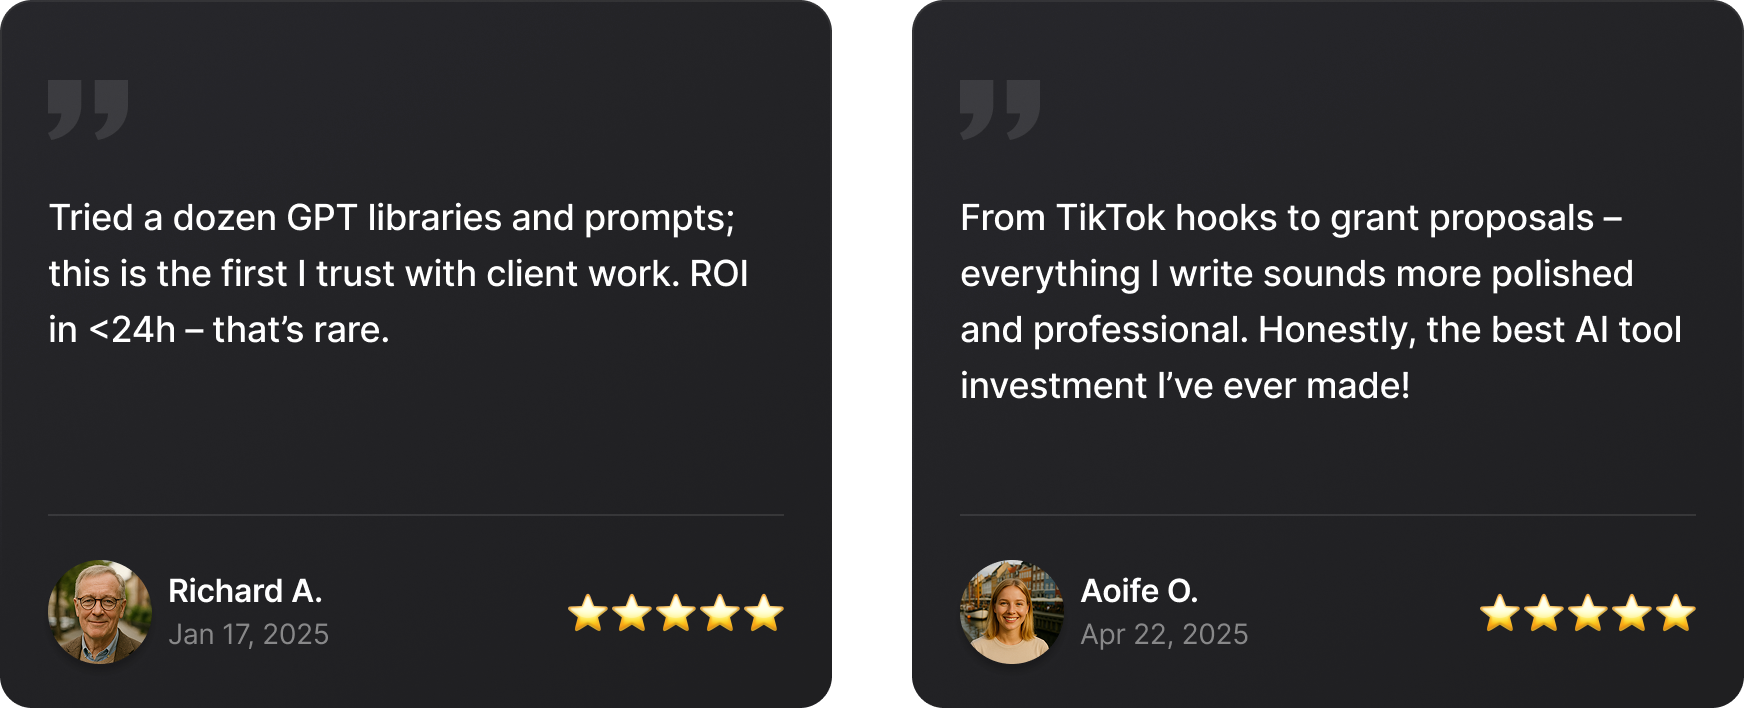 Tried a dozen GPT libraries and prompts;
this is the first I trust with client work. ROI
in <24h – that’s rare.
Richard A.
Jan 17, 2025
From TikTok hooks to grant proposals –
everything I write sounds more polished
and professional. Honestly, the best AI tool
investment I’ve ever made!
Aoife O.
Apr 22, 2025